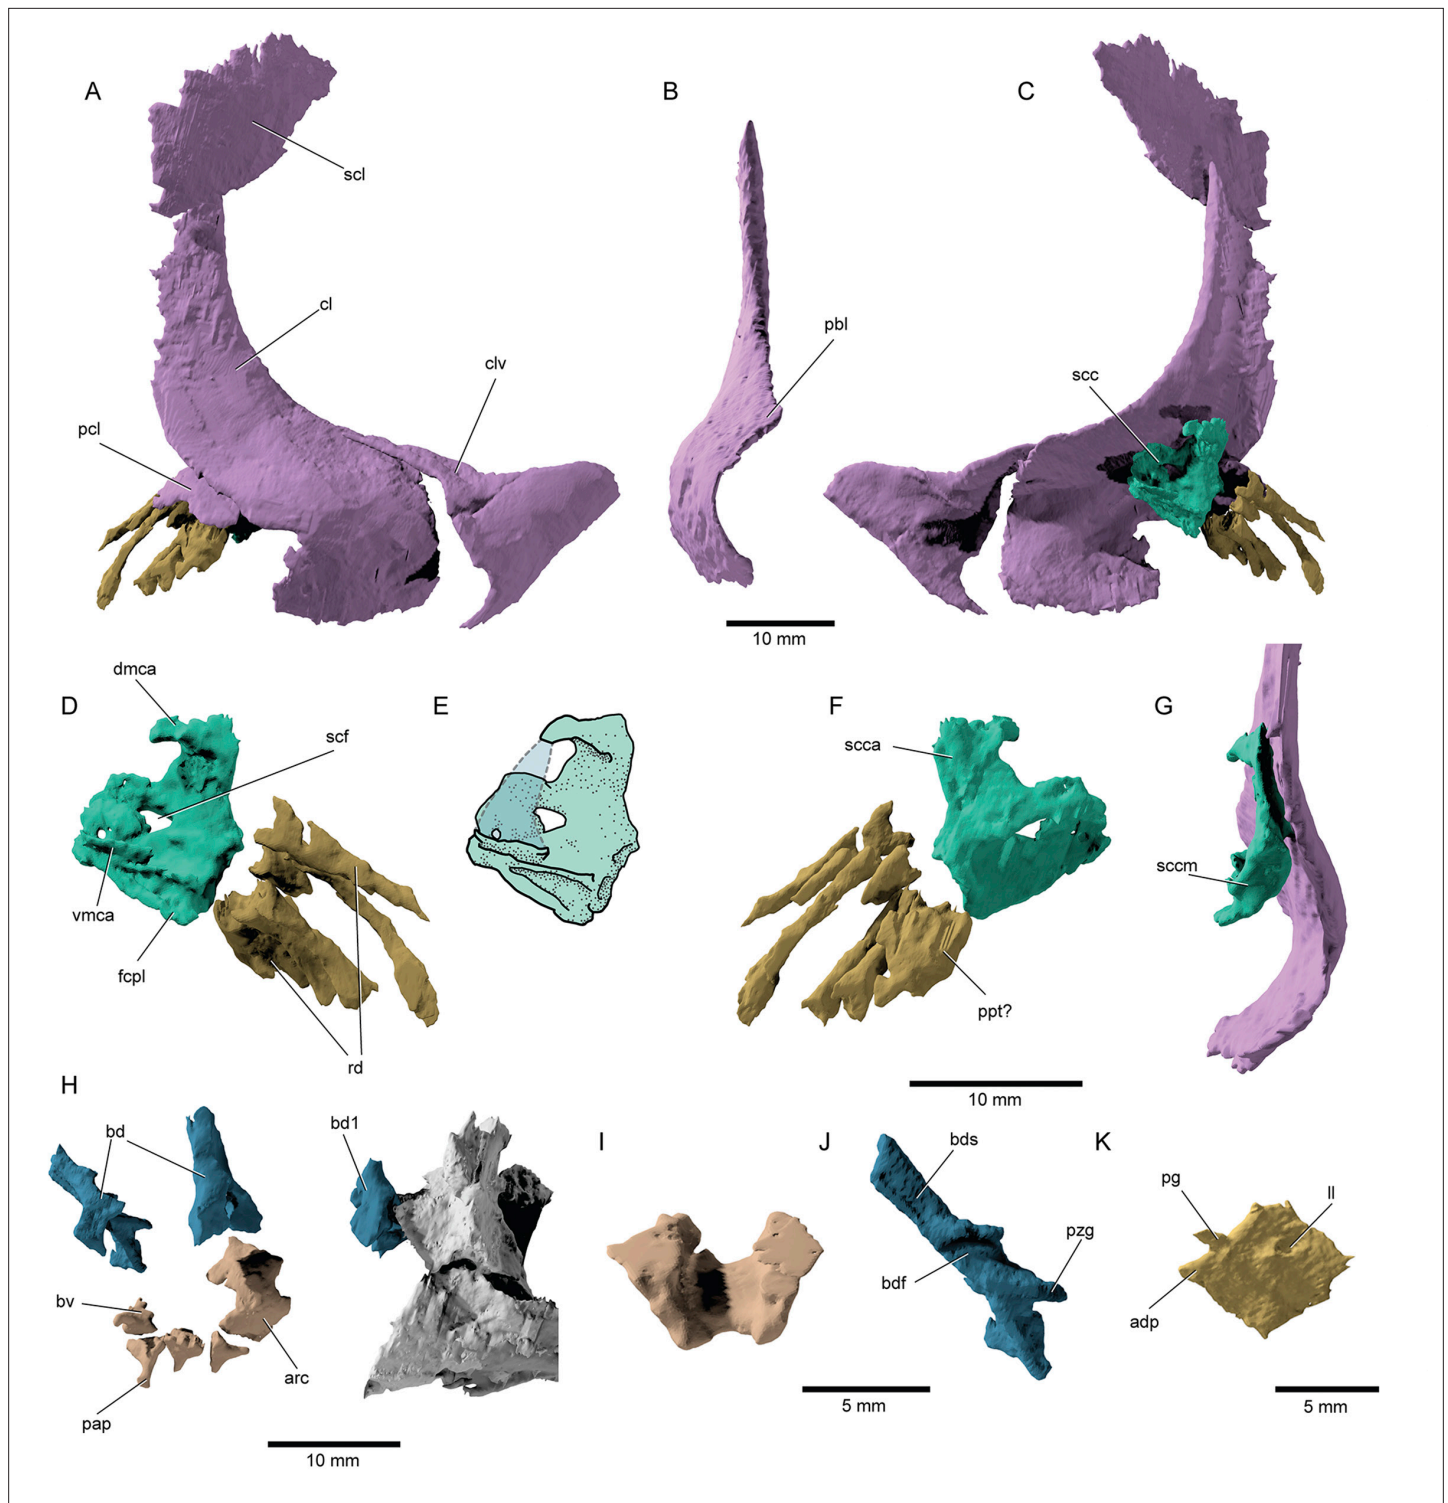 A
B
C
scl
cl
clv
pbl
pcl
scc
10 mm
D
dmca
E
scf
F
scca
G
vmca
sccm
fcpl
ppt?
rd
10 mm
H
bd
bd1
I
J
bds
K
pg
ll
pzg
bdf
bv
adp
arc
pap
5 mm
5 mm
10 mm